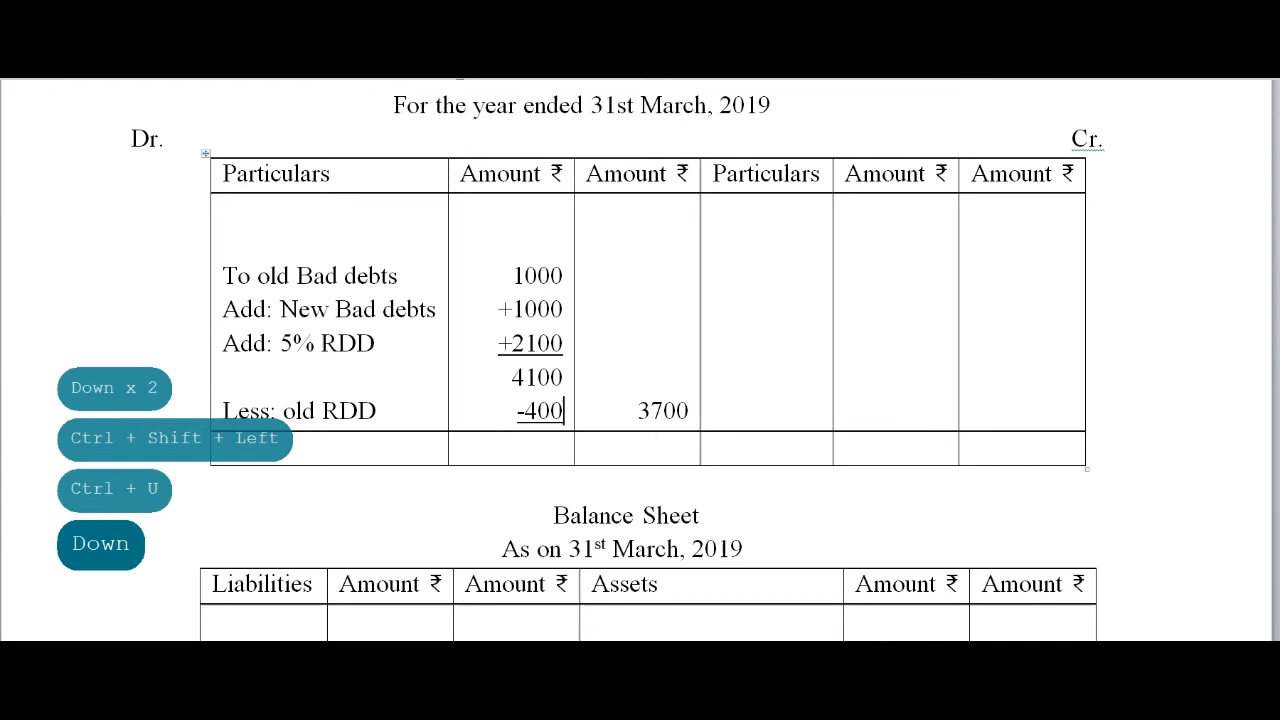 For the year ended 31st March, 2019
Dr. Cr.
Particulars Amount ₹ Amount ₹ Particulars Amount ₹ Amount ₹
To old Bad debts 1000
Add: New Bad debts +1000
Add: 5% RDD +2100
4100
Less: old RDD -400 3700
Down x 2
Ctrl + Shift + Left
Ctrl + U
Down
Balance Sheet
As on 31st March, 2019
Liabilities Amount ₹ Amount ₹ Assets Amount ₹ Amount ₹